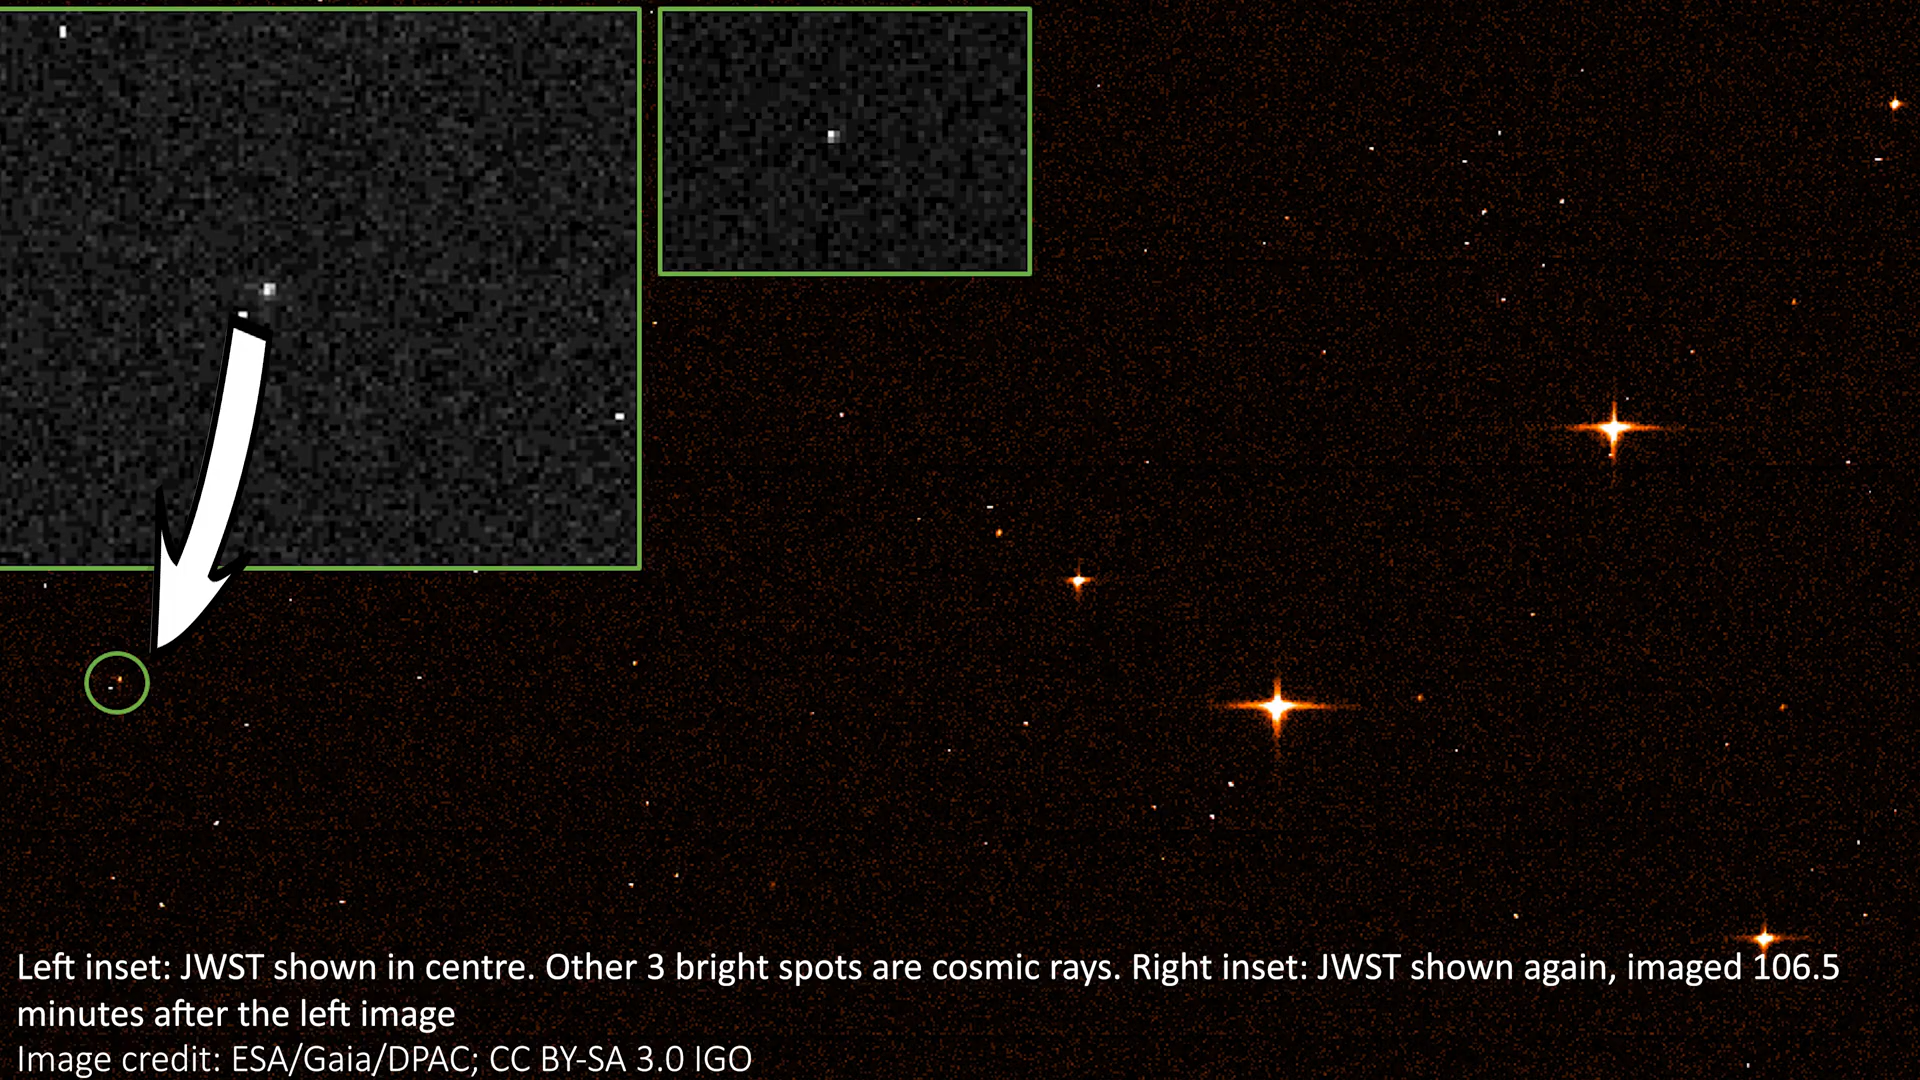 Left inset: JWST shown in centre. Other 3 bright spots are cosmic rays. Right inset: JWST shown again, imaged 106.5
minutes after the left image
Image credit: ESA/Gaia/DPAC; CC BY-SA 3.0 IGO